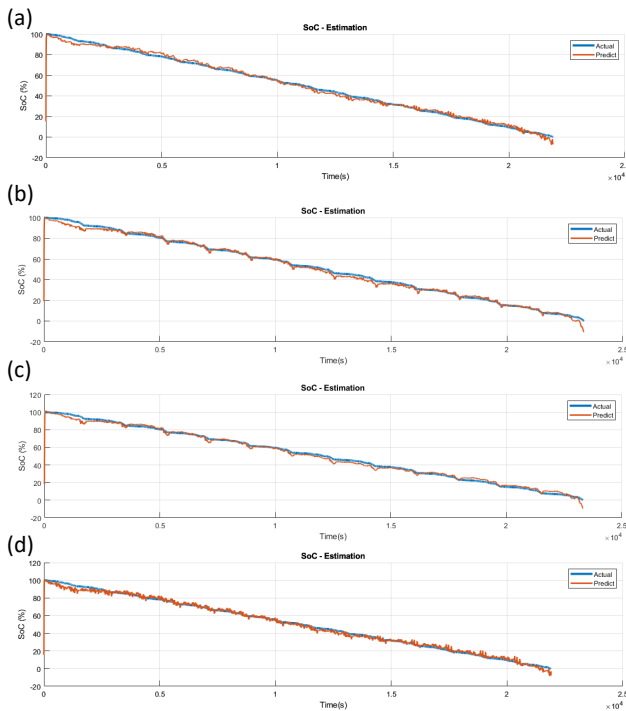 (a)
SoC - Estimation
Actual
Predict
SoC (%)
100
80
60
40
20
0
-20
0 0.5 1 1.5 2 2.5
Time(s)
×10⁴
(b)
SoC - Estimation
Actual
Predict
SoC (%)
100
80
60
40
20
0
-20
0 0.5 1 1.5 2 2.5
Time(s)
×10⁴
(c)
SoC - Estimation
Actual
Predict
SoC (%)
120
100
80
60
40
20
0
-20
0 0.5 1 1.5 2 2.5
Time(s)
×10⁴
(d)
SoC - Estimation
Actual
Predict
SoC (%)
120
100
80
60
40
20
0
-20
0 0.5 1 1.5 2 2.5
Time(s)
×10⁴